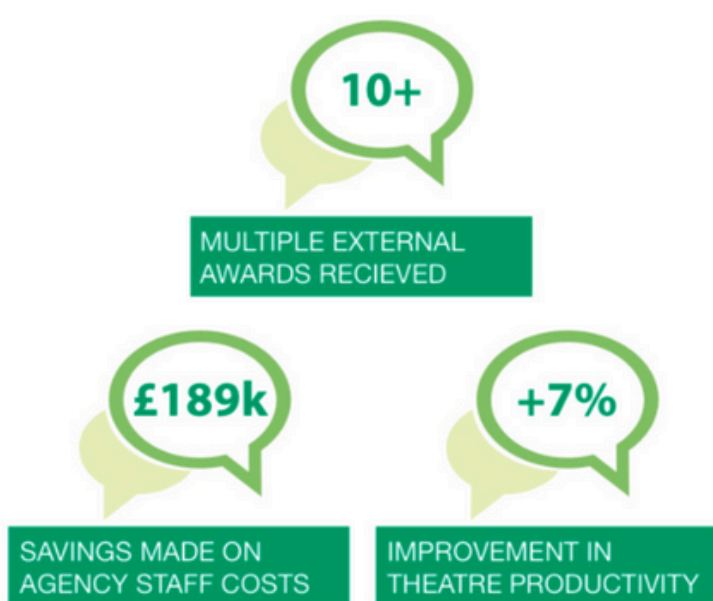 10+
MULTIPLE EXTERNAL
AWARDS RECIEVED
£189k
SAVINGS MADE ON
AGENCY STAFF COSTS
+7%
IMPROVEMENT IN
THEATRE PRODUCTIVITY